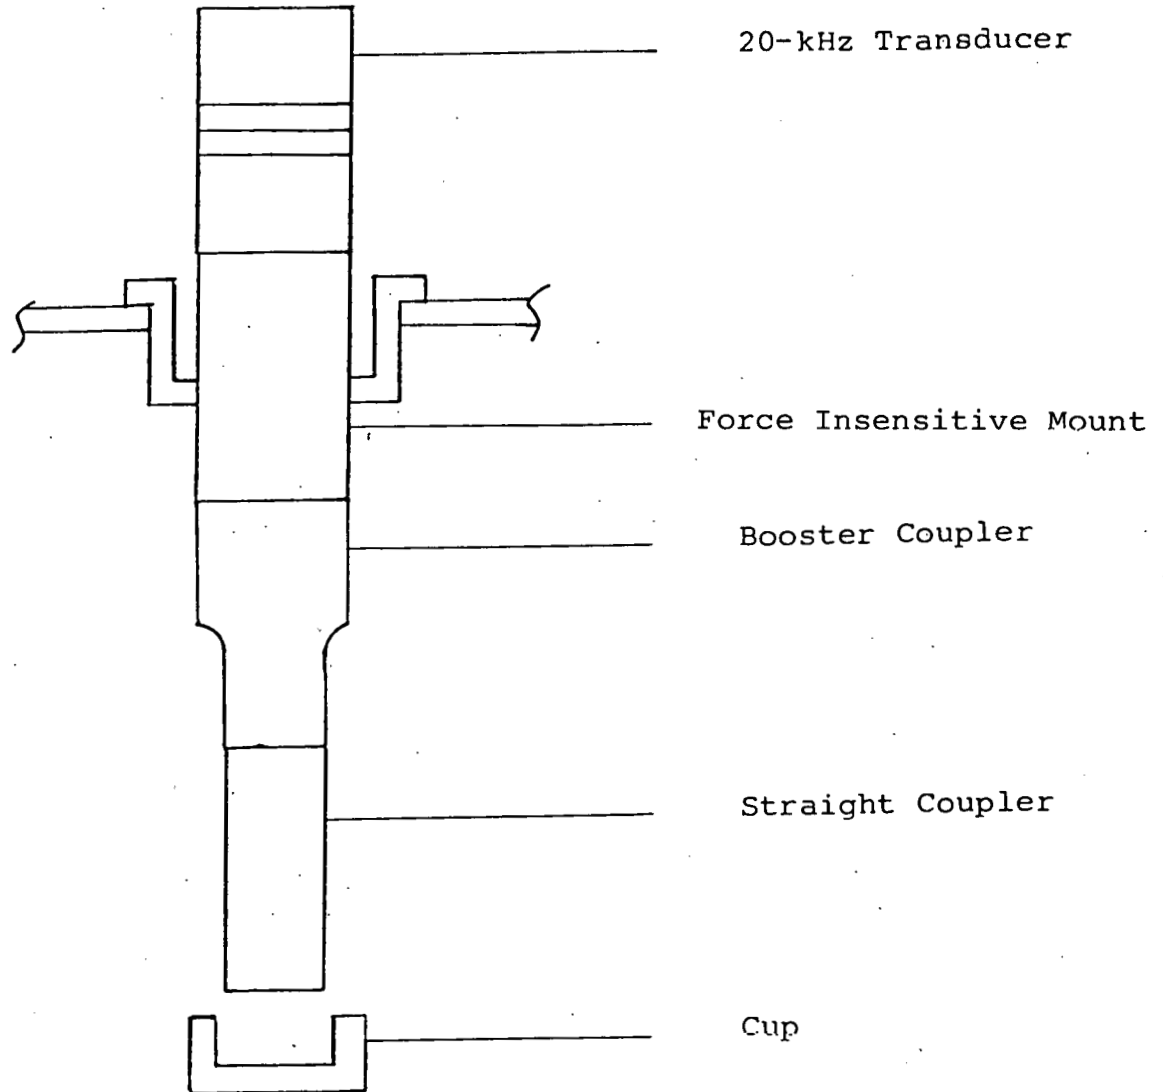 20-kHz Transducer
Force Insensitive Mount
Booster Coupler
Straight Coupler
Cup